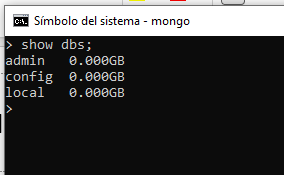 Símbolo del sistema - mongo
> show dbs;
admin   0.000GB
config  0.000GB
local   0.000GB
>